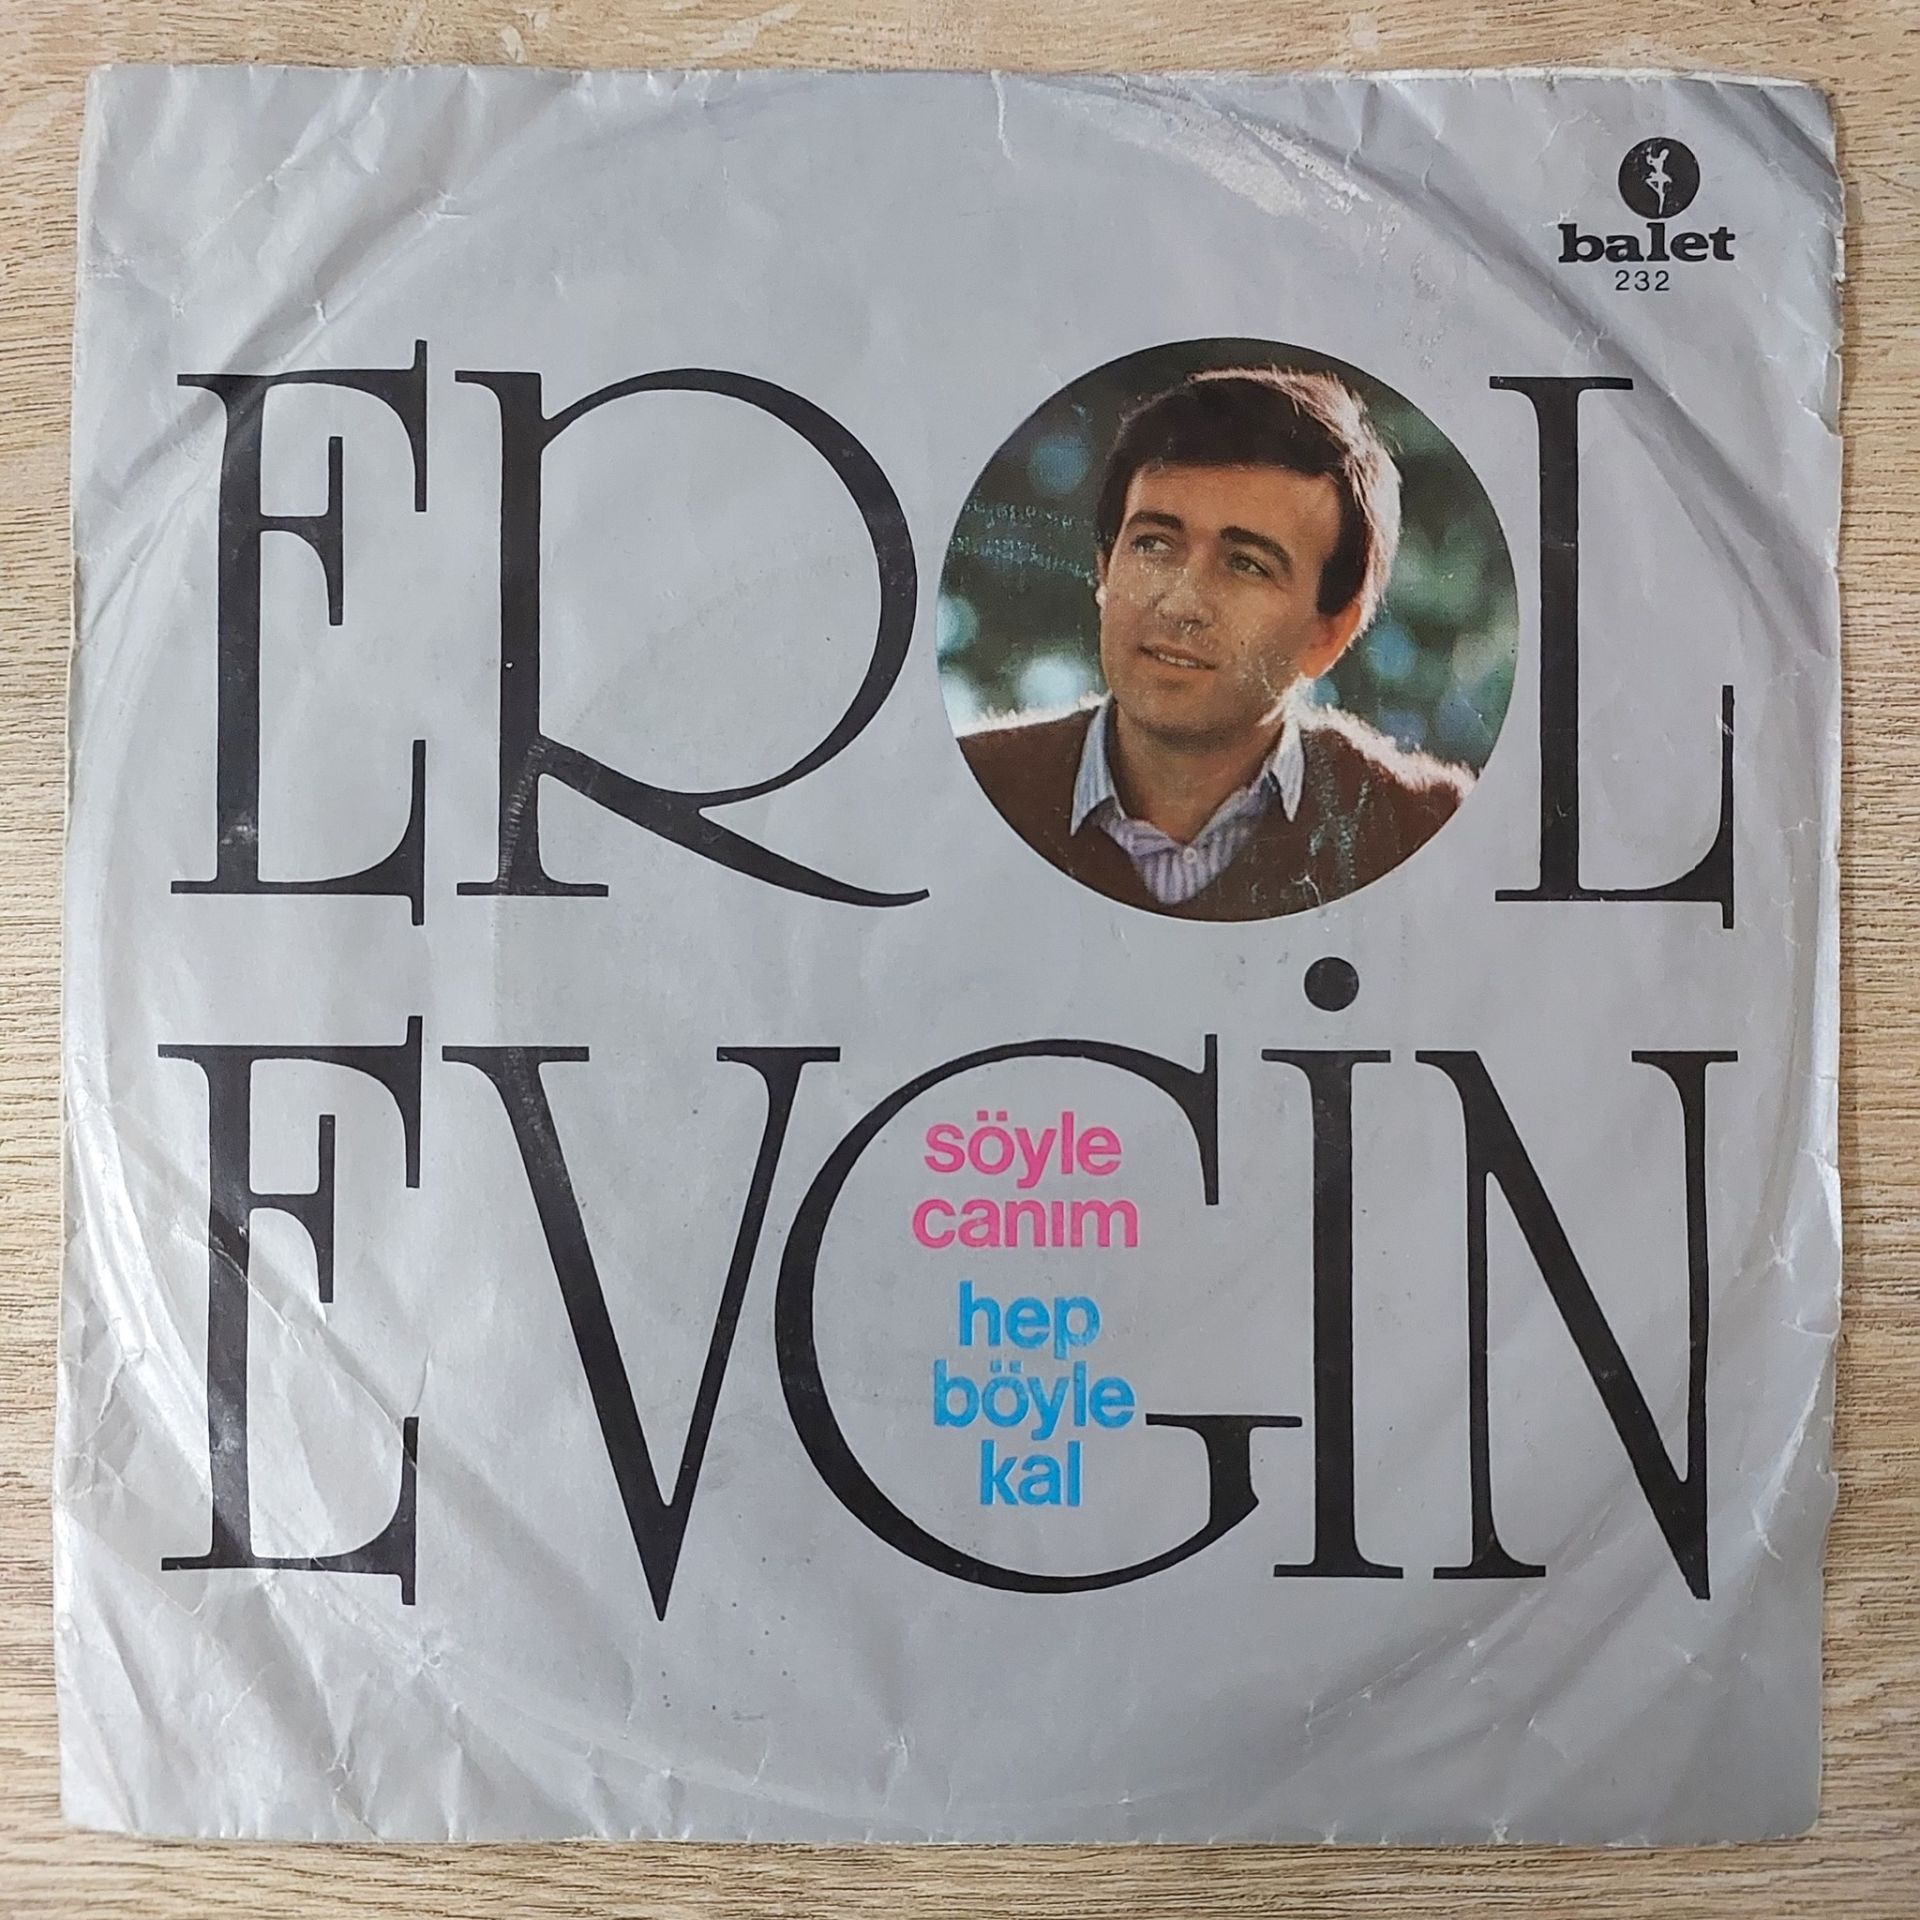 balet
232
EROL
EVGİN
söyle
canım
hep
böyle
kal